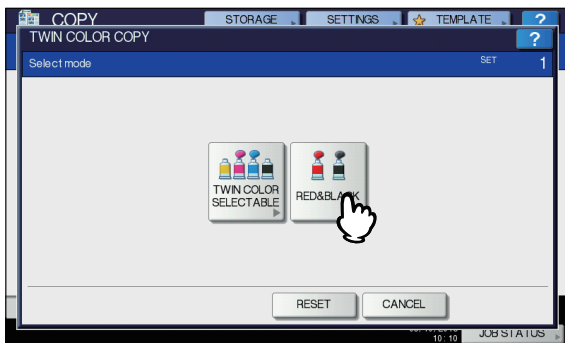 COPY STORAGE SETTINGS TEMPLATE ?
TWIN COLOR COPY ?
Select mode SET 1
TWIN COLOR
SELECTABLE
RED&BLACK
RESET CANCEL
10:10 JOB STATUS